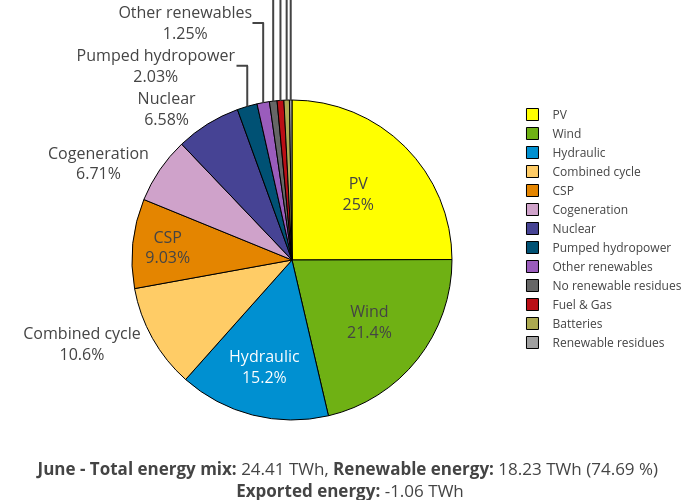 Other renewables
1.25%
Pumped hydropower
2.03%
Nuclear
6.58%
Cogeneration
6.71%
CSP
9.03%
Combined cycle
10.6%
Hydraulic
15.2%
Wind
21.4%
PV
25%
PV
Wind
Hydraulic
Combined cycle
CSP
Cogeneration
Nuclear
Pumped hydropower
Other renewables
No renewable residues
Fuel & Gas
Batteries
Renewable residues
June - Total energy mix: 24.41 TWh, Renewable energy: 18.23 TWh (74.69 %)
Exported energy: -1.06 TWh